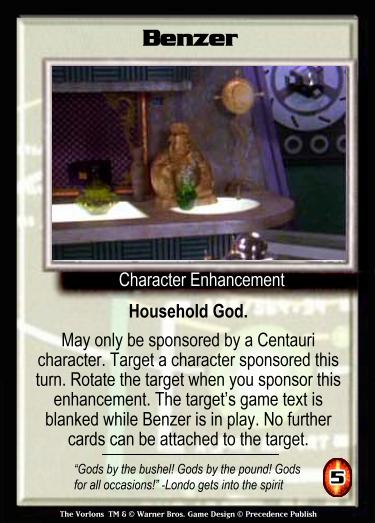 Benzer
Character Enhancement
Household God.
May only be sponsored by a Centauri
character. Target a character sponsored this
turn. Rotate the target when you sponsor this
enhancement. The target's game text is
blanked while Benzer is in play. No further
cards can be attached to the target.
"Gods by the bushel! Gods by the pound! Gods
for all occasions!" -Londo gets into the spirit
5
The Vorlons TM & © Warner Bros. Game Design © Precedence Publish